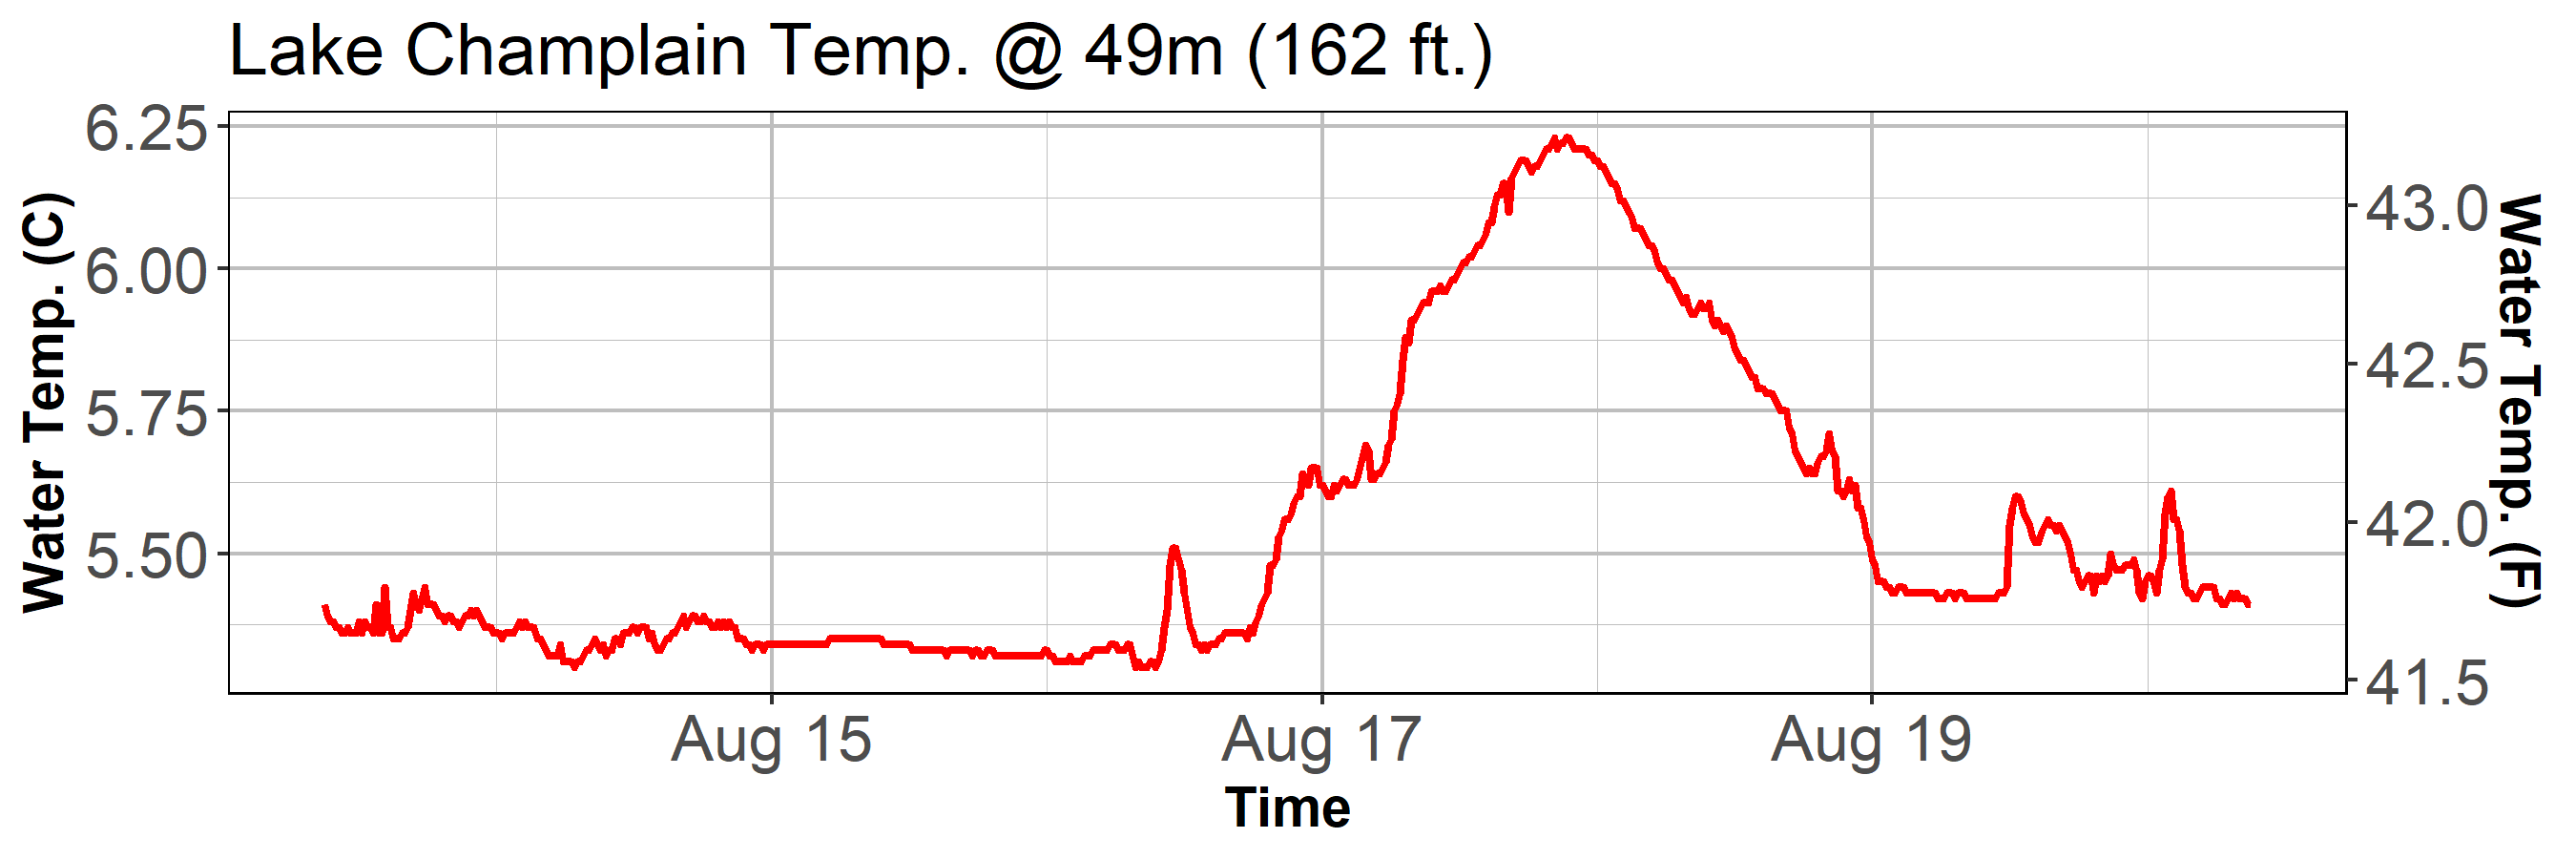 Lake Champlain Temp. @ 49m (162 ft.)
Water Temp. (C)
6.25
6.00
5.75
5.50
43.0
42.5
42.0
41.5
Water Temp. (F)
Aug 15 Aug 17 Aug 19
Time